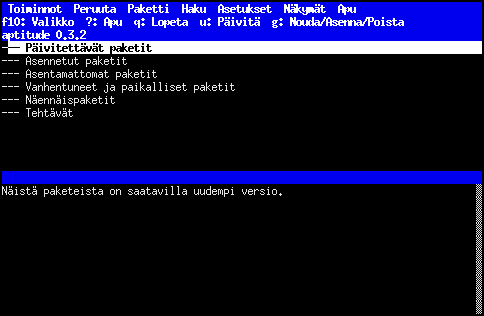 Toiminnot Peruuta Paketti Haku Asetukset Näkymät Apu
f10: Valikko ?: Apu q: Lopeta u: Päivitä g: Nouda/Asenna/Poista
aptitude 0.3.2
--- Päivitettävät paketit
--- Asennetut paketit
--- Asentamattomat paketit
--- Vanhentuneet ja paikalliset paketit
--- Näennäispaketit
--- Tehtävät
Näistä paketeista on saatavilla uudempi versio.